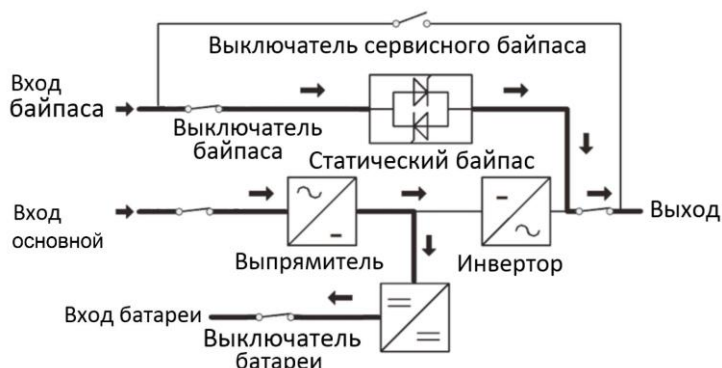 Выключатель сервисного байпаса
Вход
байпаса
Выключатель
байпаса
Статический байпас
Вход
основной
Выпрямитель
Инвертор
Выход
Вход батареи
Выключатель
батареи